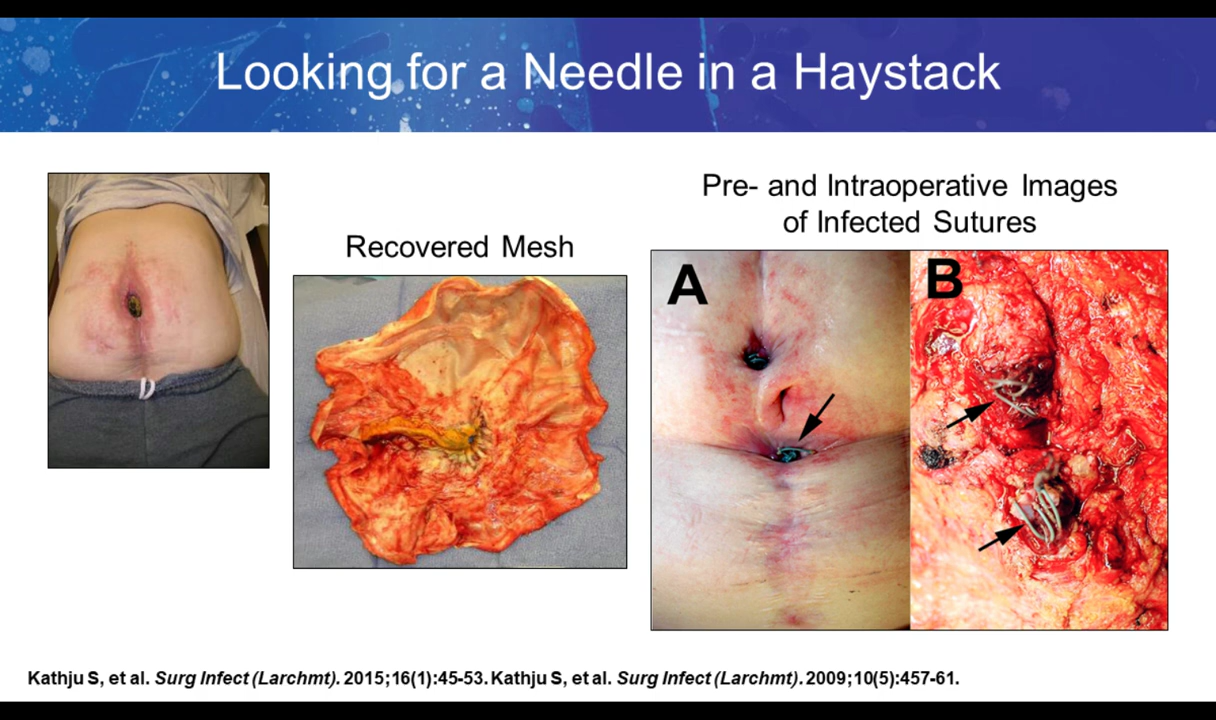 Looking for a Needle in a Haystack
Recovered Mesh
Pre- and Intraoperative Images
of Infected Sutures
A
B
Kathju S, et al. Surg Infect (Larchmt). 2015;16(1):45-53. Kathju S, et al. Surg Infect (Larchmt). 2009;10(5):457-61.